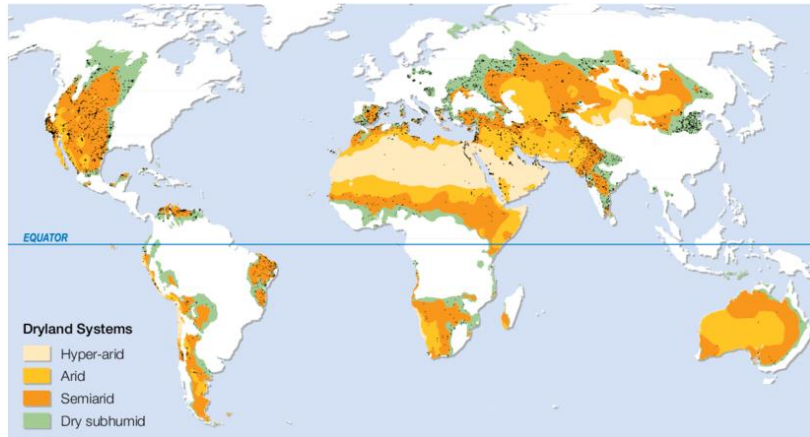 EQUATOR
Dryland Systems
Hyper-arid
Arid
Semiarid
Dry subhumid